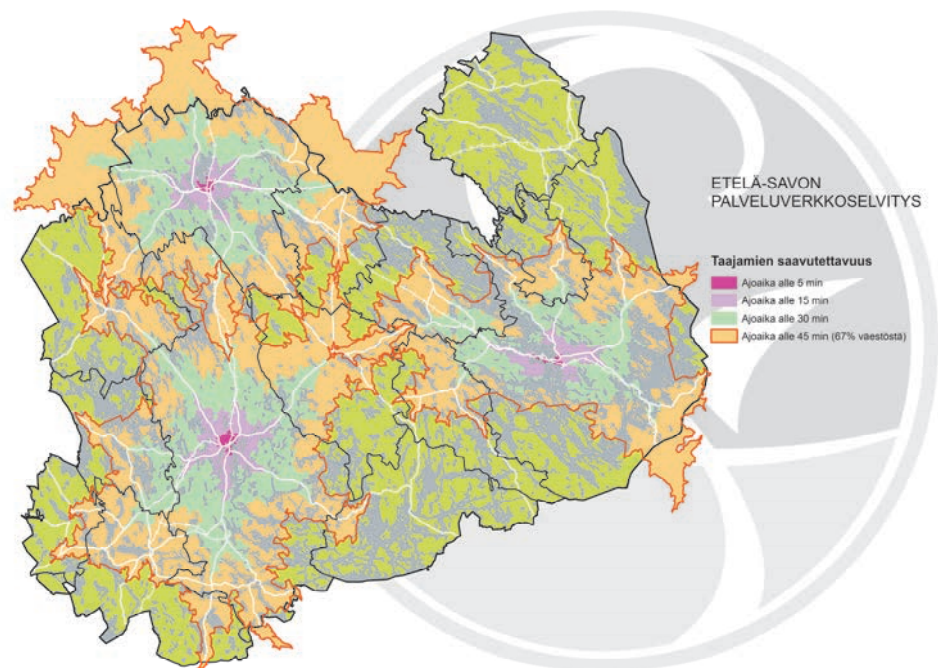 ETELÄ-SAVON
PALVELUVERKKOSELVITYS
Taajamien saavutettavuus
Ajoaika alle 5 min
Ajoaika alle 15 min
Ajoaika alle 30 min
Ajoaika alle 45 min (67% väestöstä)